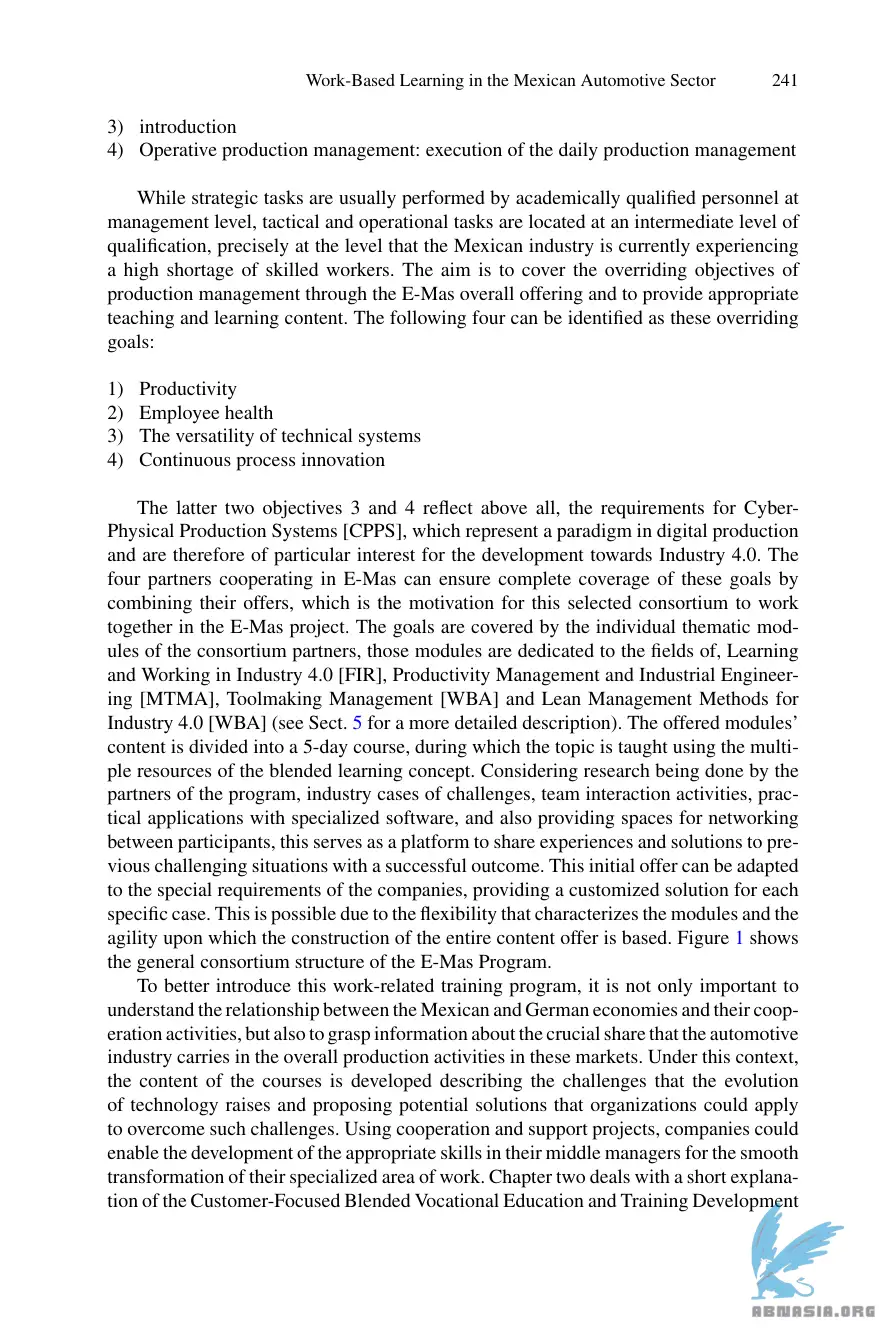 Work-Based Learning in the Mexican Automotive Sector 241
3) introduction
4) Operative production management: execution of the daily production management
While strategic tasks are usually performed by academically qualified personnel at
management level, tactical and operational tasks are located at an intermediate level of
qualification, precisely at the level that the Mexican industry is currently experiencing
a high shortage of skilled workers. The aim is to cover the overriding objectives of
production management through the E-Mas overall offering and to provide appropriate
teaching and learning content. The following four can be identified as these overriding
goals:
1) Productivity
2) Employee health
3) The versatility of technical systems
4) Continuous process innovation
The latter two objectives 3 and 4 reflect above all, the requirements for Cyber-
Physical Production Systems [CPPS], which represent a paradigm in digital production
and are therefore of particular interest for the development towards Industry 4.0. The
four partners cooperating in E-Mas can ensure complete coverage of these goals by
combining their offers, which is the motivation for this selected consortium to work
together in the E-Mas project. The goals are covered by the individual thematic mod-
ules of the consortium partners, those modules are dedicated to the fields of, Learning
and Working in Industry 4.0 [FIR], Productivity Management and Industrial Engineer-
ing [MTMA], Toolmaking Management [WBA] and Lean Management Methods for
Industry 4.0 [WBA] (see Sect. 5 for a more detailed description). The offered modules’
content is divided into a 5-day course, during which the topic is taught using the multi-
ple resources of the blended learning concept. Considering research being done by the
partners of the program, industry cases of challenges, team interaction activities, prac-
tical applications with specialized software, and also providing spaces for networking
between participants, this serves as a platform to share experiences and solutions to pre-
vious challenging situations with a successful outcome. This initial offer can be adapted
to the special requirements of the companies, providing a customized solution for each
specific case. This is possible due to the flexibility that characterizes the modules and the
agility upon which the construction of the entire content offer is based. Figure 1 shows
the general consortium structure of the E-Mas Program.
To better introduce this work-related training program, it is not only important to
understand the relationship between the Mexican and German economies and their coop-
eration activities, but also to grasp information about the crucial share that the automotive
industry carries in the overall production activities in these markets. Under this context,
the content of the courses is developed describing the challenges that the evolution
of technology raises and proposing potential solutions that organizations could apply
to overcome such challenges. Using cooperation and support projects, companies could
enable the development of the appropriate skills in their middle managers for the smooth
transformation of their specialized area of work. Chapter two deals with a short explana-
tion of the Customer-Focused Blended Vocational Education and Training Development
ABNASIA.ORG